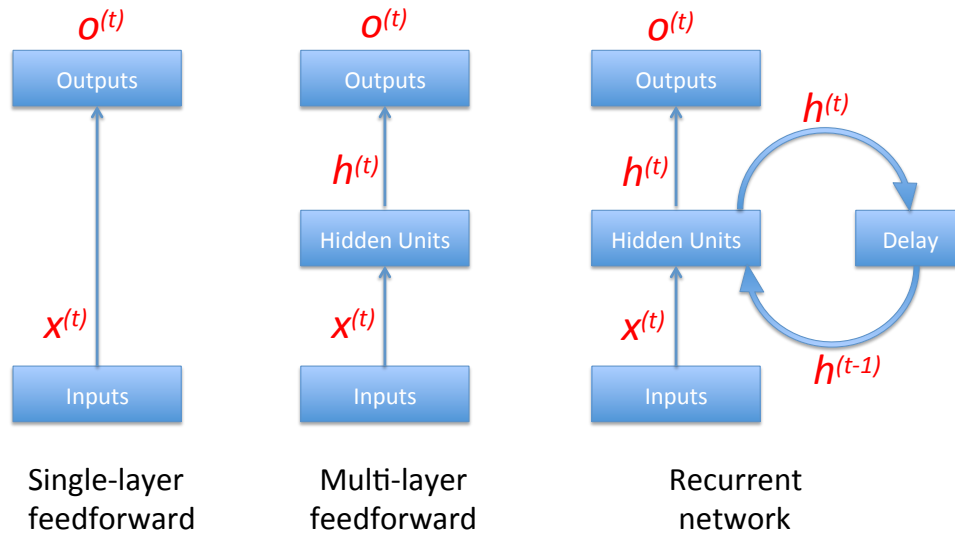 o(t)
Outputs
x(t)
Inputs
Single-layer
feedforward
o(t)
Outputs
h(t)
Hidden Units
x(t)
Inputs
Multi-layer
feedforward
o(t)
Outputs
h(t)
h(t)
Hidden Units
Delay
x(t)
h(t-1)
Inputs
Recurrent
network